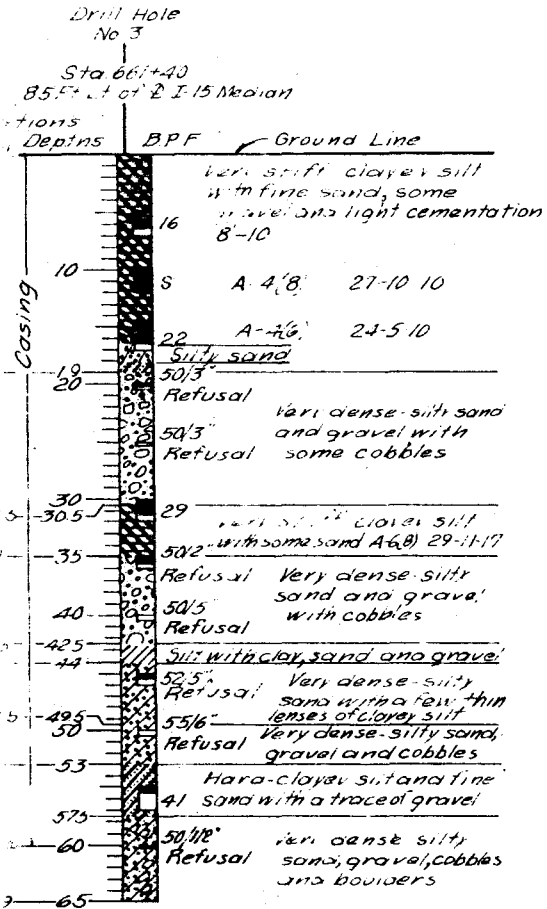 Drill Hole
No 3
Sta. 661+40
85 Ft Lt of ℄ I-15 Median
Depths BPF Ground Line
Very stiff clayey silt
with fine sand, some
gravel and light cementation
16 8'-10
10 S A-4(8) 27-10-10
Casing
22 A-4(6) 24-5-10
Silty sand
19 50/3"
20 Refusal
Very dense-silty sand
50/3" and gravel with
Refusal some cobbles
30
30.5 29
Very stiff clayey silt
with some sand A-6(8) 29-11-17
35 50/2
Refusal Very dense-silty
sand and gravel
40 50/5" with cobbles
Refusal
42.5
Silt with clay, sand and gravel
44
52/5" Very dense-silty
Refusal sand with a few thin
49.5 lenses of clayey silt
50 55/6" Very dense-silty sand,
Refusal gravel and cobbles
53
Hard-clayey silt and fine
41 sand with a trace of gravel
57.5
60 50/1/2" Very dense silty
Refusal sand, gravel, cobbles
and boulders
65